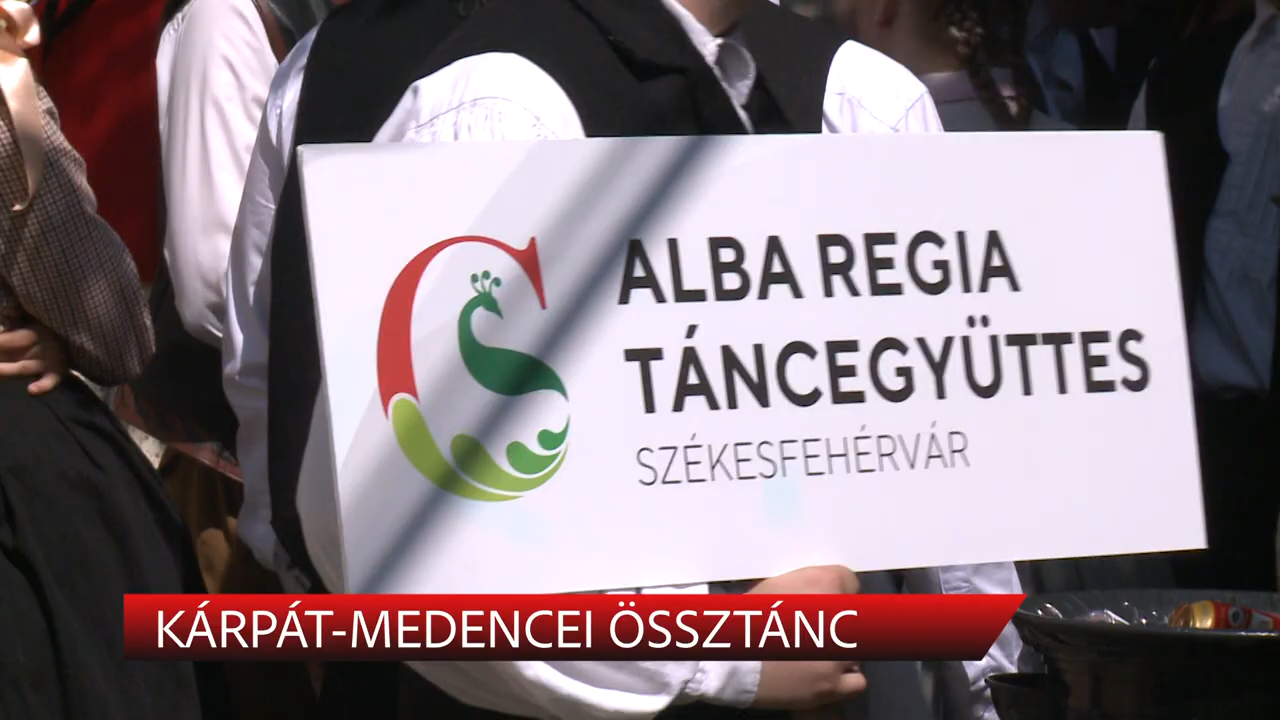 ALBA REGIA
TÁNCEGYÜTTES
SZÉKESFEHÉRVÁR
KÁRPÁT-MEDENCEI ÖSSZTÁNC